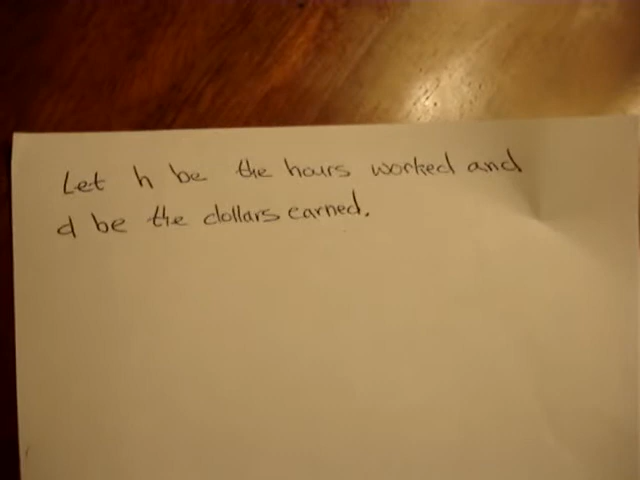 Let h be the hours worked and
d be the dollars earned.